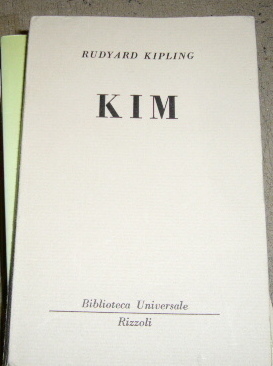 RUDYARD KIPLING
KIM
Biblioteca Universale
Rizzoli